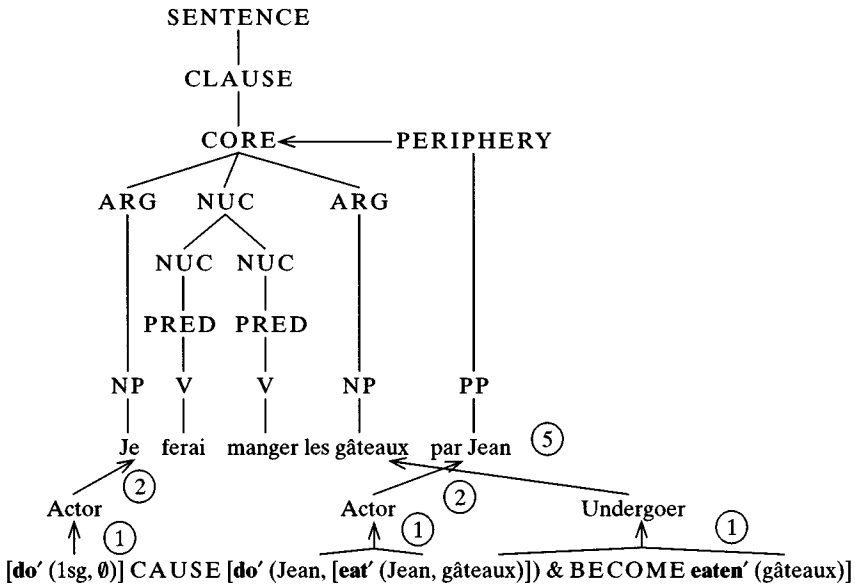 SENTENCE
CLAUSE
CORE PERIPHERY
ARG NUC ARG
NUC NUC
PRED PRED
NP V V NP PP
Je ferai manger les gâteaux par Jean ⑤
② ②
Actor Actor Undergoer
① ① ①
[do′ (1sg, ∅)] CAUSE [do′ (Jean, [eat′ (Jean, gâteaux)]) & BECOME eaten′ (gâteaux)]